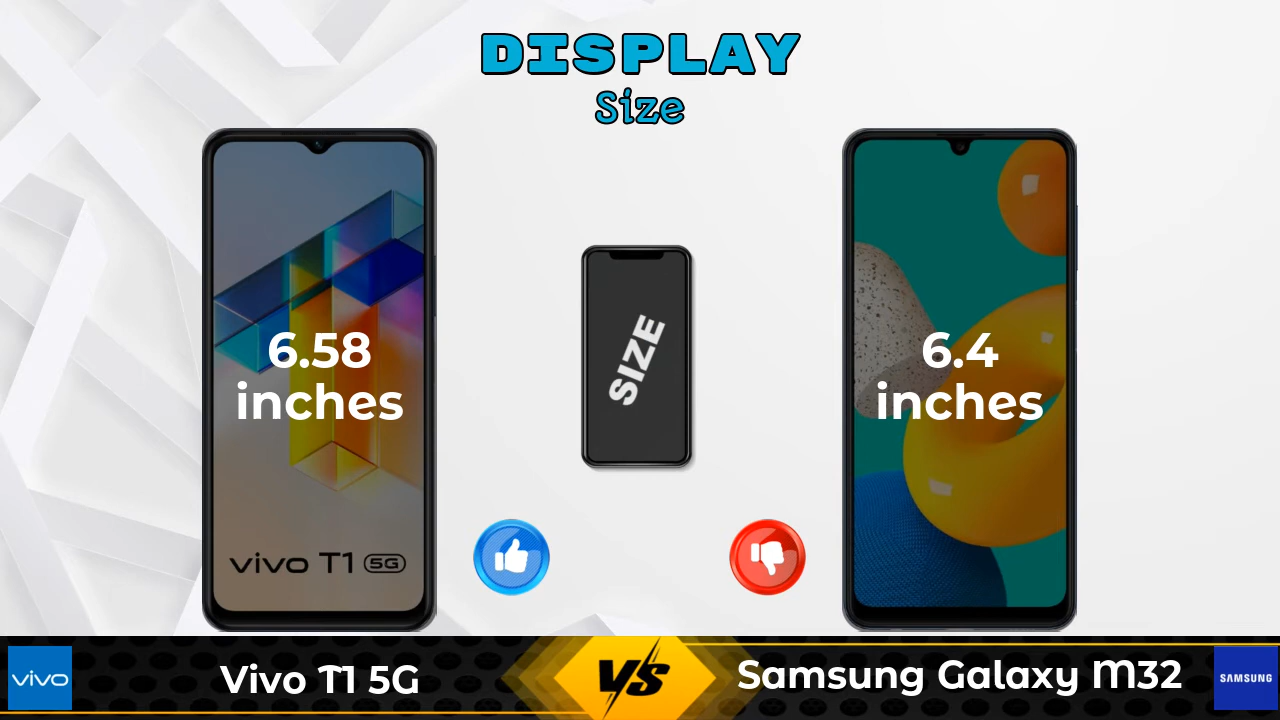 DISPLAY
Size
6.58
inches
SIZE
6.4
inches
vivo T1 5G
vivo
Vivo T1 5G
VS
Samsung Galaxy M32
SAMSUNG